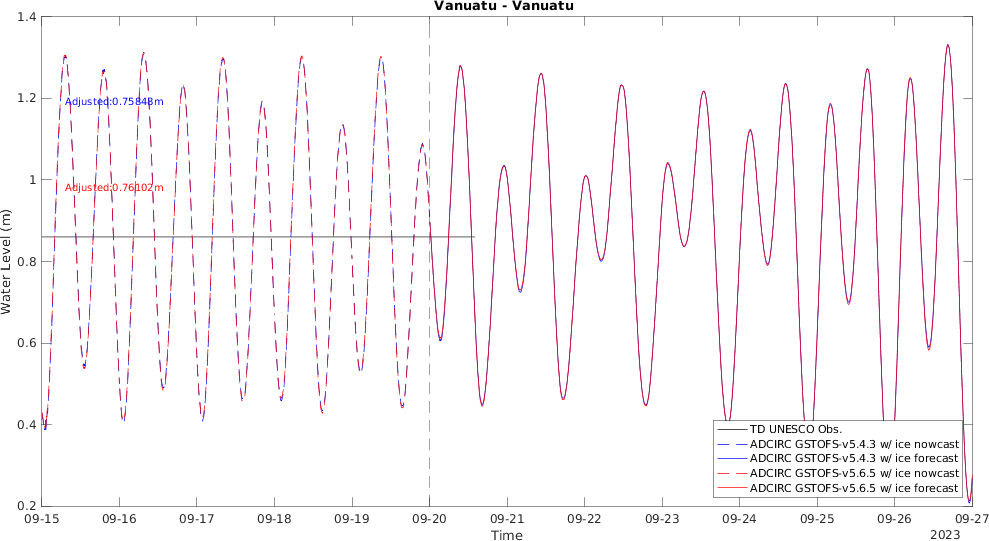 Vanuatu - Vanuatu
1.4
1.2
1
0.8
0.6
0.4
0.2
Water Level (m)
Adjusted:0.75848m
Adjusted:0.76102m
TD UNESCO Obs.
ADCIRC GSTOFS-v5.4.3 w/ ice nowcast
ADCIRC GSTOFS-v5.4.3 w/ ice forecast
ADCIRC GSTOFS-v5.6.5 w/ ice nowcast
ADCIRC GSTOFS-v5.6.5 w/ ice forecast
09-15 09-16 09-17 09-18 09-19 09-20 09-21 09-22 09-23 09-24 09-25 09-26 09-27
Time
2023